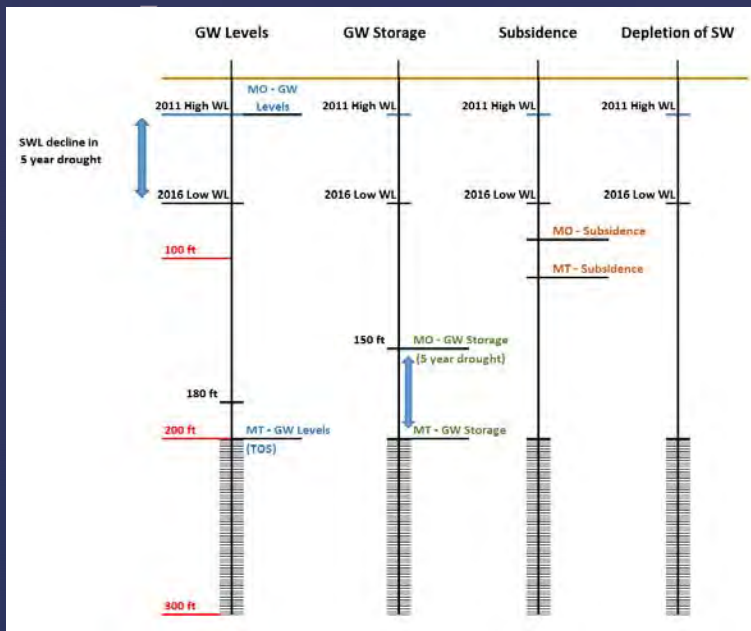 GW Levels
GW Storage
Subsidence
Depletion of SW
MO - GW
Levels
2011 High WL
2011 High WL
2011 High WL
2011 High WL
SWL decline in
5 year drought
2016 Low WL
2016 Low WL
2016 Low WL
2016 Low WL
MO - Subsidence
100 ft
MT - Subsidence
150 ft
MO - GW Storage
(5 year drought)
180 ft
200 ft
MT - GW Levels
(TOS)
MT - GW Storage
300 ft